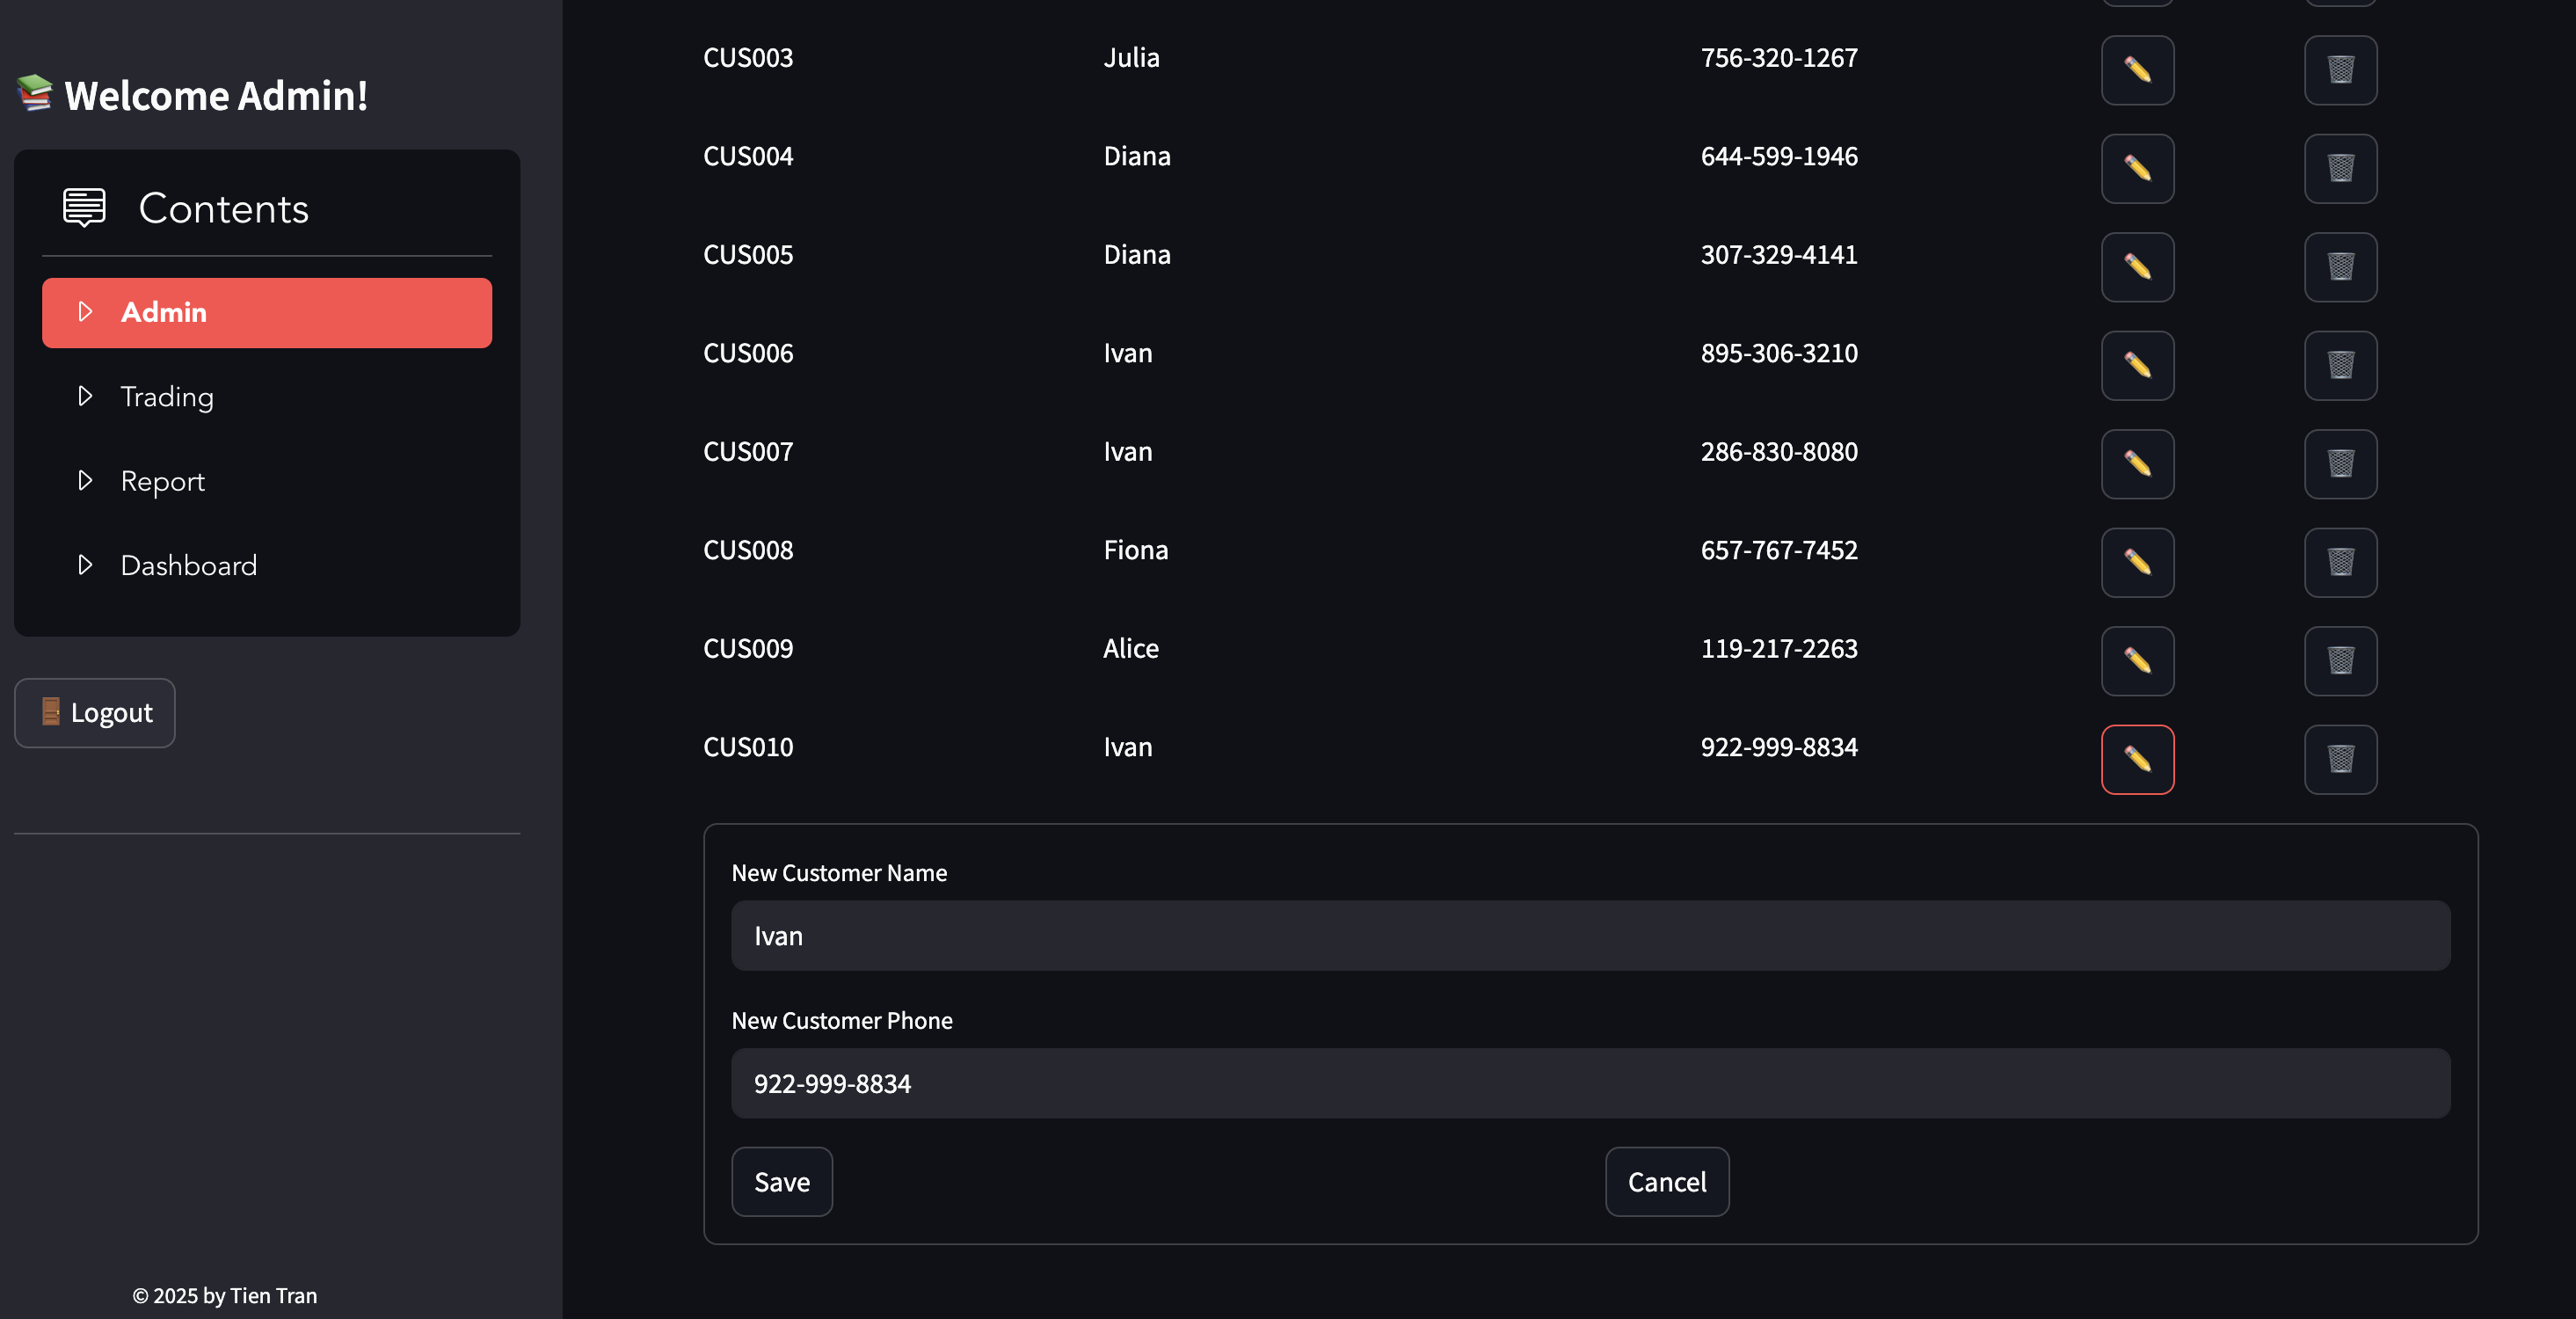 Welcome Admin!
Contents
Admin
Trading
Report
Dashboard
Logout
© 2025 by Tien Tran
CUS003 Julia 756-320-1267
CUS004 Diana 644-599-1946
CUS005 Diana 307-329-4141
CUS006 Ivan 895-306-3210
CUS007 Ivan 286-830-8080
CUS008 Fiona 657-767-7452
CUS009 Alice 119-217-2263
CUS010 Ivan 922-999-8834
New Customer Name
Ivan
New Customer Phone
922-999-8834
Save Cancel